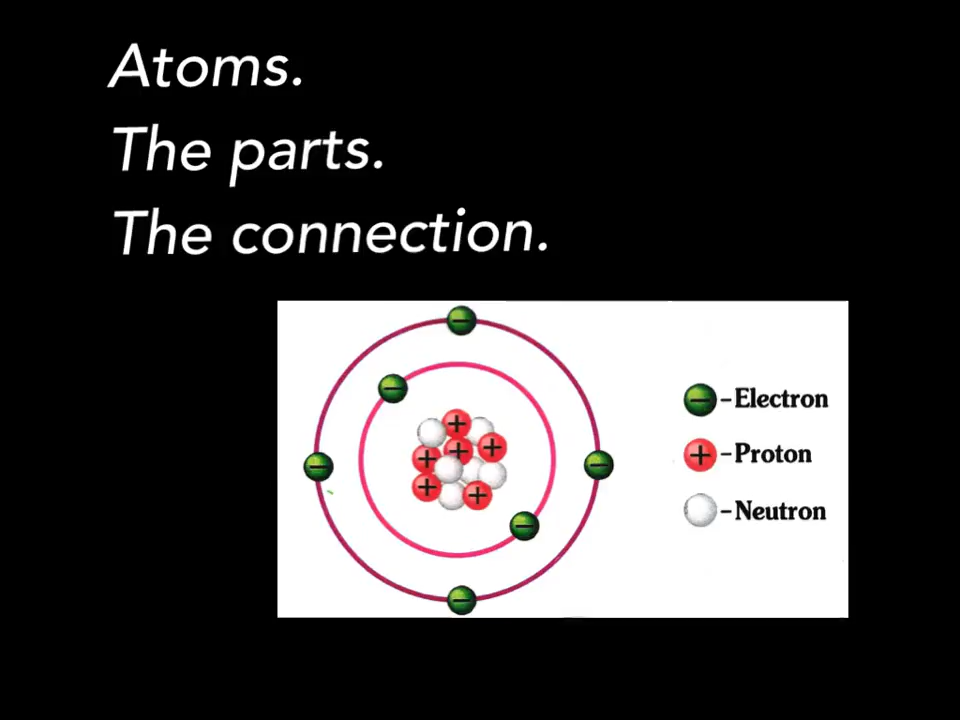 Atoms.
The parts.
The connection.
– Electron
– Proton
– Neutron